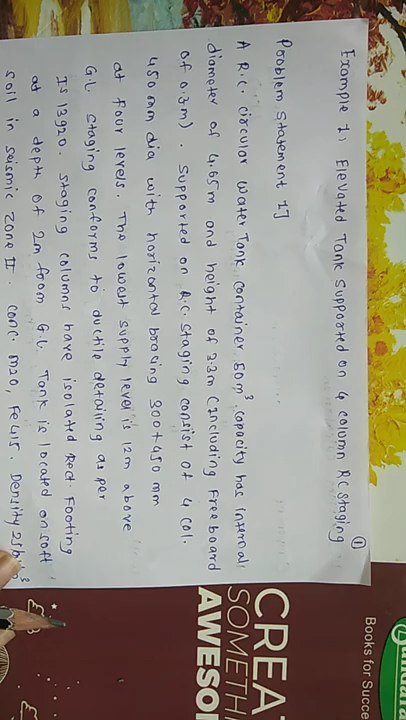 ①
Example 1, Elevated Tank Supported on 4 column RC staging
Problem Statement 1]
A R.C. circular water Tank container 50m³ capacity has internal
diameter of 4.65m and height of 3.3m (including Freeboard
of 0.3m). Supported on R.C. staging consist of 4 col.
450 mm dia with horizontal bracing 300+450 mm
at four levels. The lowest supply level is 12m above
G.L staging conforms to ductile detailing as per
IS 13920. Staging columns have isolated Rect. Footing
at a depth of 2m from G.L. Tank is located on soft
soil in seismic zone II. conc. M20, Fe415. Density
Books for Succe
CREA
SOMETH
AWESO